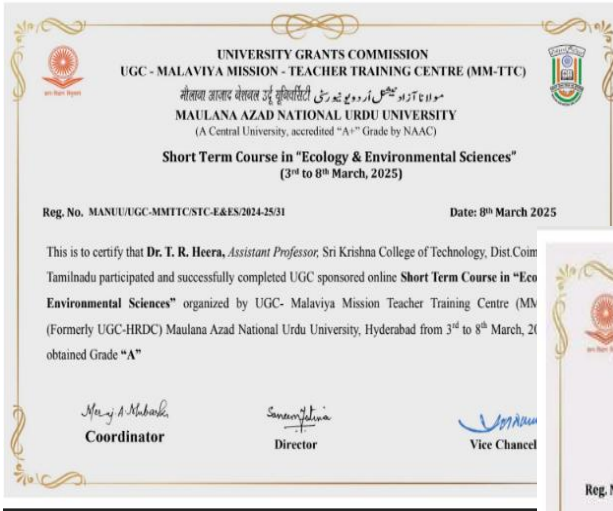 UNIVERSITY GRANTS COMMISSION
UGC - MALAVIYA MISSION - TEACHER TRAINING CENTRE (MM-TTC)
मौलाना आज़ाद नेशनल उर्दू यूनिवर्सिटी مولانا آزاد نیشنل اُردو یونیورسٹی
MAULANA AZAD NATIONAL URDU UNIVERSITY
(A Central University, accredited "A+" Grade by NAAC)
Short Term Course in "Ecology & Environmental Sciences"
(3rd to 8th March, 2025)
Reg. No. MANUU/UGC-MMTTC/STC-E&ES/2024-25/31 Date: 8th March 2025
This is to certify that Dr. T. R. Heera, Assistant Professor, Sri Krishna College of Technology, Dist.Coim
Tamilnadu participated and successfully completed UGC sponsored online Short Term Course in "Eco
Environmental Sciences" organized by UGC- Malaviya Mission Teacher Training Centre (MM
(Formerly UGC-HRDC) Maulana Azad National Urdu University, Hyderabad from 3rd to 8th March, 20
obtained Grade "A"
Coordinator
Director
Vice Chancel
Reg. N